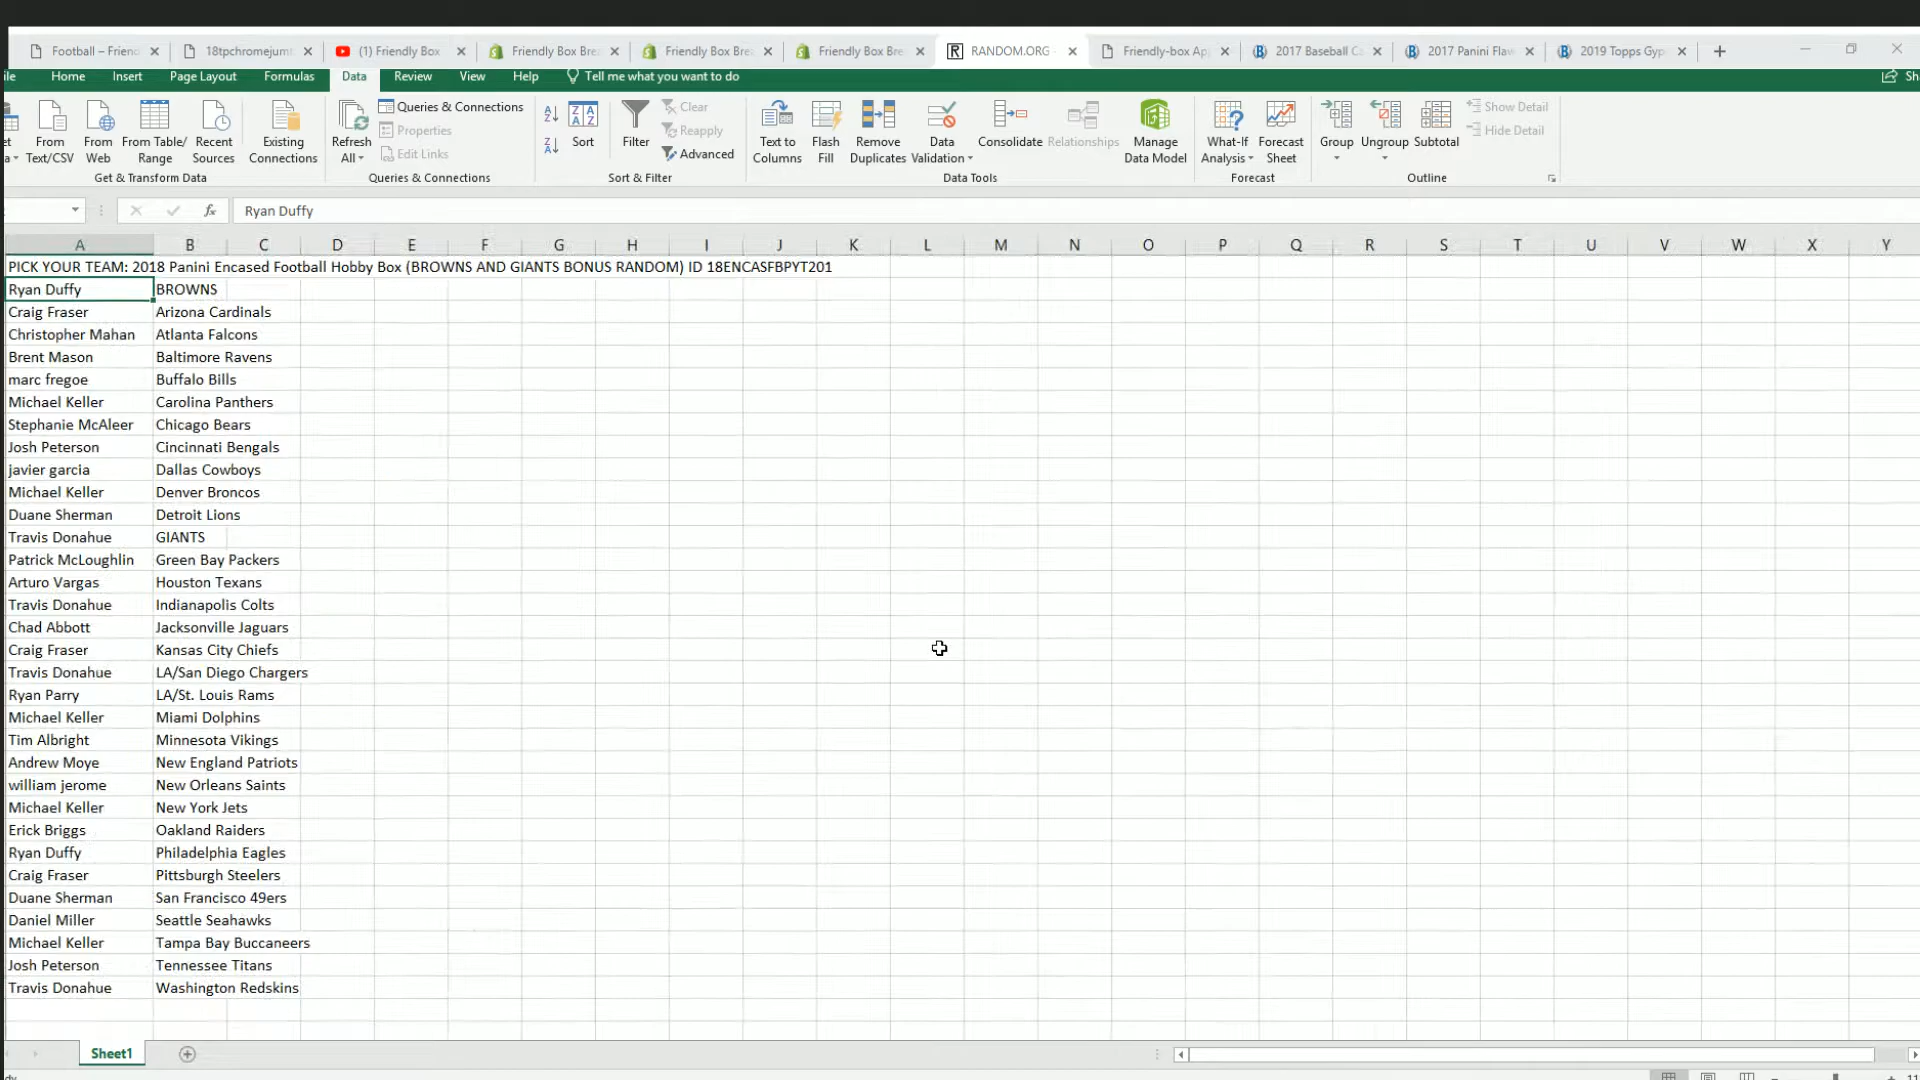 Football – Frien 18tpchromejum (1) Friendly Box Friendly Box Bre Friendly Box Bre Friendly Box Bre RANDOM.ORG Friendly-box Ap 2017 Baseball C 2017 Panini Flaw 2019 Topps Gyp
ile Home Insert Page Layout Formulas Data Review View Help Tell me what you want to do Sh
Queries & Connections Clear Show Detail
Properties Reapply Hide Detail
From Text/CSV From Web From Table/ Range Recent Sources Existing Connections Refresh All Edit Links Sort Filter Advanced Text to Columns Flash Fill Remove Duplicates Data Validation Consolidate Relationships Manage Data Model What-If Analysis Forecast Sheet Group Ungroup Subtotal
Get & Transform Data Queries & Connections Sort & Filter Data Tools Forecast Outline
fx Ryan Duffy
A B C D E F G H I J K L M N O P Q R S T U V W X Y
PICK YOUR TEAM: 2018 Panini Encased Football Hobby Box (BROWNS AND GIANTS BONUS RANDOM) ID 18ENCASFBPYT201
Ryan Duffy BROWNS
Craig Fraser Arizona Cardinals
Christopher Mahan Atlanta Falcons
Brent Mason Baltimore Ravens
marc fregoe Buffalo Bills
Michael Keller Carolina Panthers
Stephanie McAleer Chicago Bears
Josh Peterson Cincinnati Bengals
javier garcia Dallas Cowboys
Michael Keller Denver Broncos
Duane Sherman Detroit Lions
Travis Donahue GIANTS
Patrick McLoughlin Green Bay Packers
Arturo Vargas Houston Texans
Travis Donahue Indianapolis Colts
Chad Abbott Jacksonville Jaguars
Craig Fraser Kansas City Chiefs
Travis Donahue LA/San Diego Chargers
Ryan Parry LA/St. Louis Rams
Michael Keller Miami Dolphins
Tim Albright Minnesota Vikings
Andrew Moye New England Patriots
william jerome New Orleans Saints
Michael Keller New York Jets
Erick Briggs Oakland Raiders
Ryan Duffy Philadelphia Eagles
Craig Fraser Pittsburgh Steelers
Duane Sherman San Francisco 49ers
Daniel Miller Seattle Seahawks
Michael Keller Tampa Bay Buccaneers
Josh Peterson Tennessee Titans
Travis Donahue Washington Redskins
Sheet1